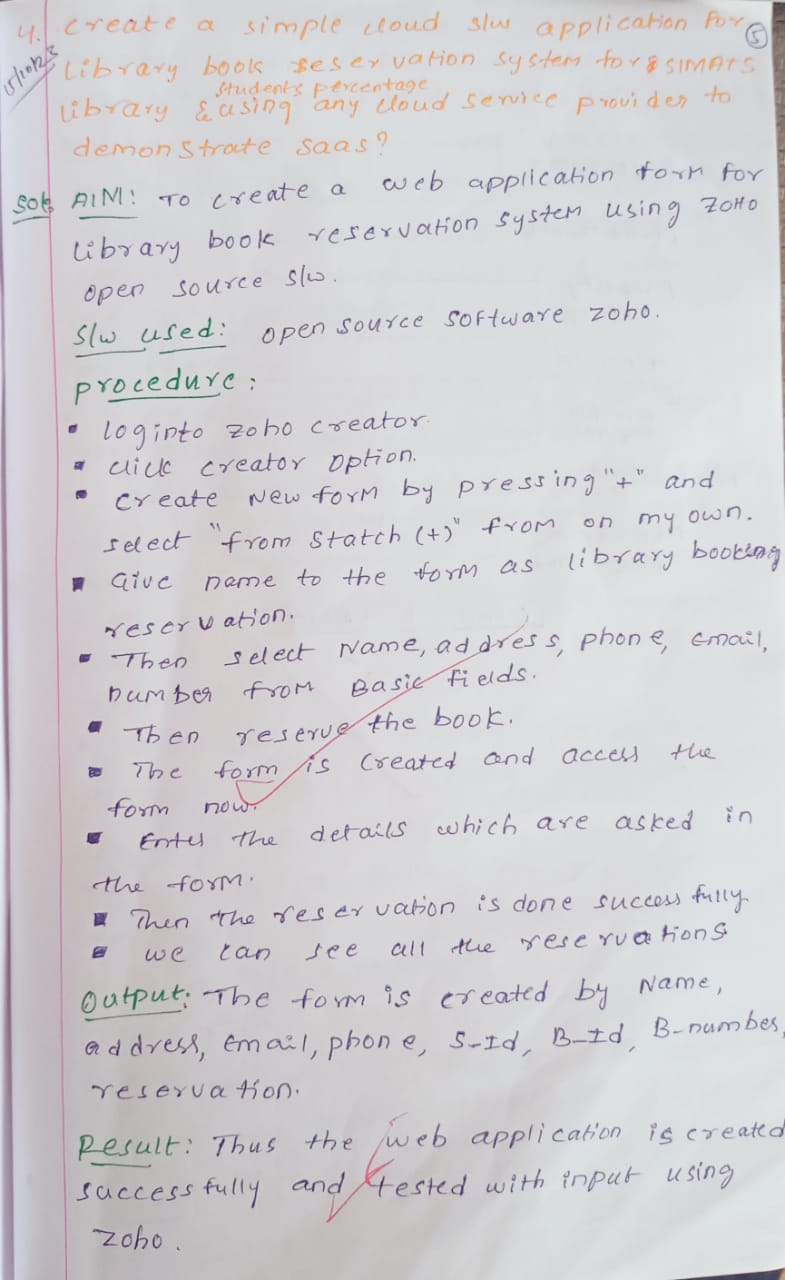 4. Create a simple cloud s/w application for 5
15/10/23
Library book reservation system for SIMATS
students percentage
library & using any cloud service provider to
demonstrate saas?
Sol: AIM: To create a web application form for
library book reservation system using ZOHO
open source s/w.
S/w used: open source software zoho.
procedure:
▪ log into zoho creator.
▪ click creator option.
▪ Create New form by pressing "+" and
select "from Statch (+)" from on my own.
▪ Give name to the form as library booking
reservation.
▪ Then select Name, address, phone, email,
number from Basic fields.
▪ Then reserve the book.
▪ The form is created and access the
form now.
▪ Enter the details which are asked in
the form.
▪ Then the reservation is done successfully.
▪ we can see all the reservations
Output: The form is created by Name,
address, Email, phone, S-Id, B-Id, B-number,
reservation.
Result: Thus the web application is created
successfully and tested with input using
Zoho.